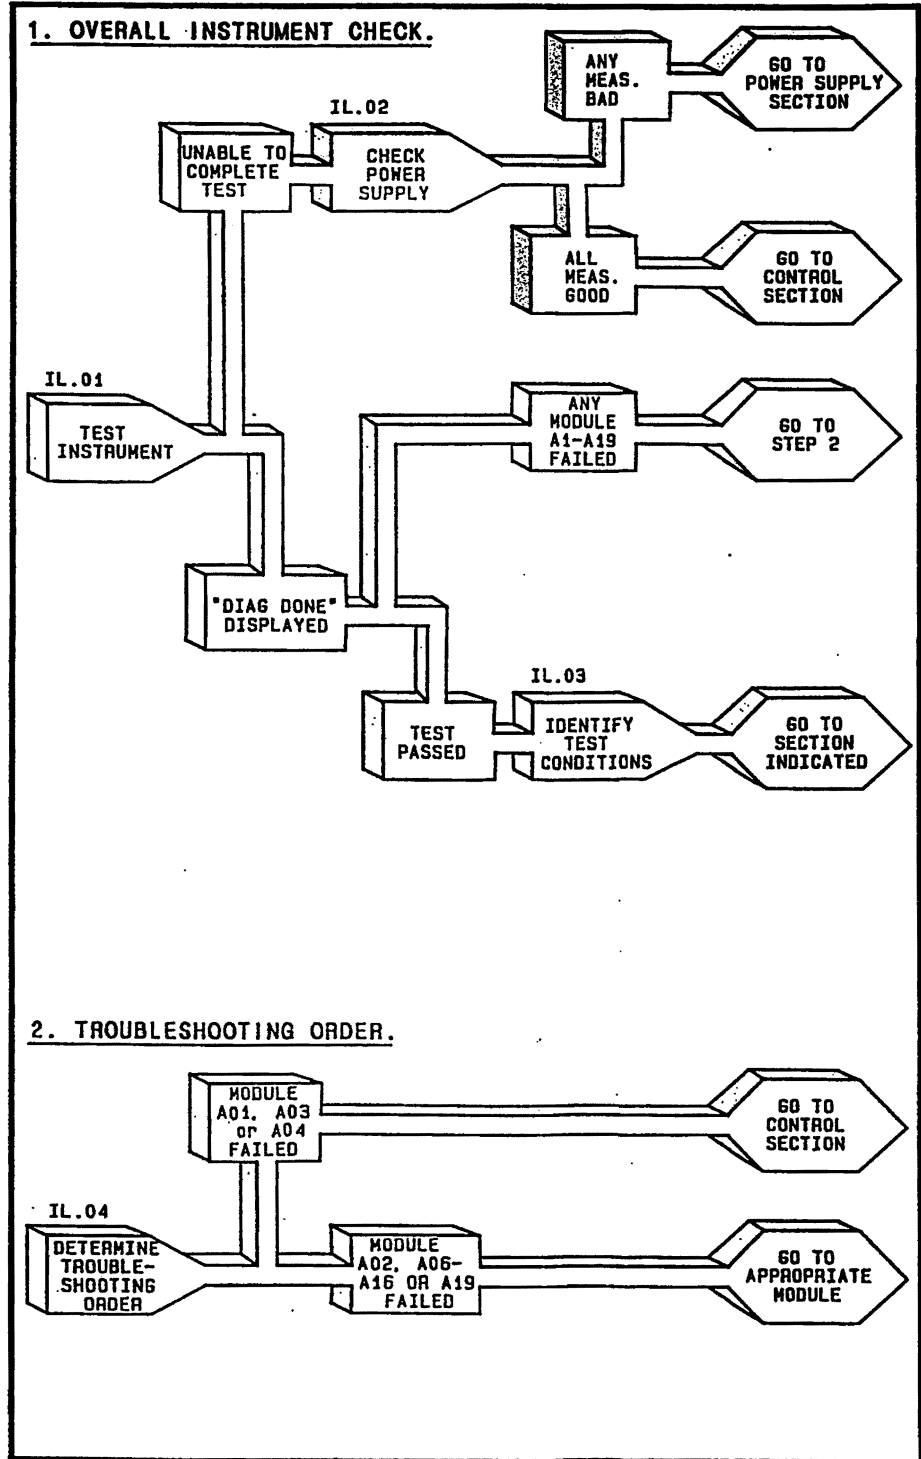 1. OVERALL INSTRUMENT CHECK.
ANY
MEAS.
BAD
GO TO
POWER SUPPLY
SECTION
IL.02
UNABLE TO
COMPLETE
TEST
CHECK
POWER
SUPPLY
ALL
MEAS.
GOOD
GO TO
CONTROL
SECTION
IL.01
TEST
INSTRUMENT
ANY
MODULE
A1-A19
FAILED
GO TO
STEP 2
"DIAG DONE"
DISPLAYED
IL.03
TEST
PASSED
IDENTIFY
TEST
CONDITIONS
GO TO
SECTION
INDICATED
2. TROUBLESHOOTING ORDER.
MODULE
A01, A03
or A04
FAILED
GO TO
CONTROL
SECTION
IL.04
DETERMINE
TROUBLE-
SHOOTING
ORDER
MODULE
A02, A06-
A16 OR A19
FAILED
GO TO
APPROPRIATE
MODULE